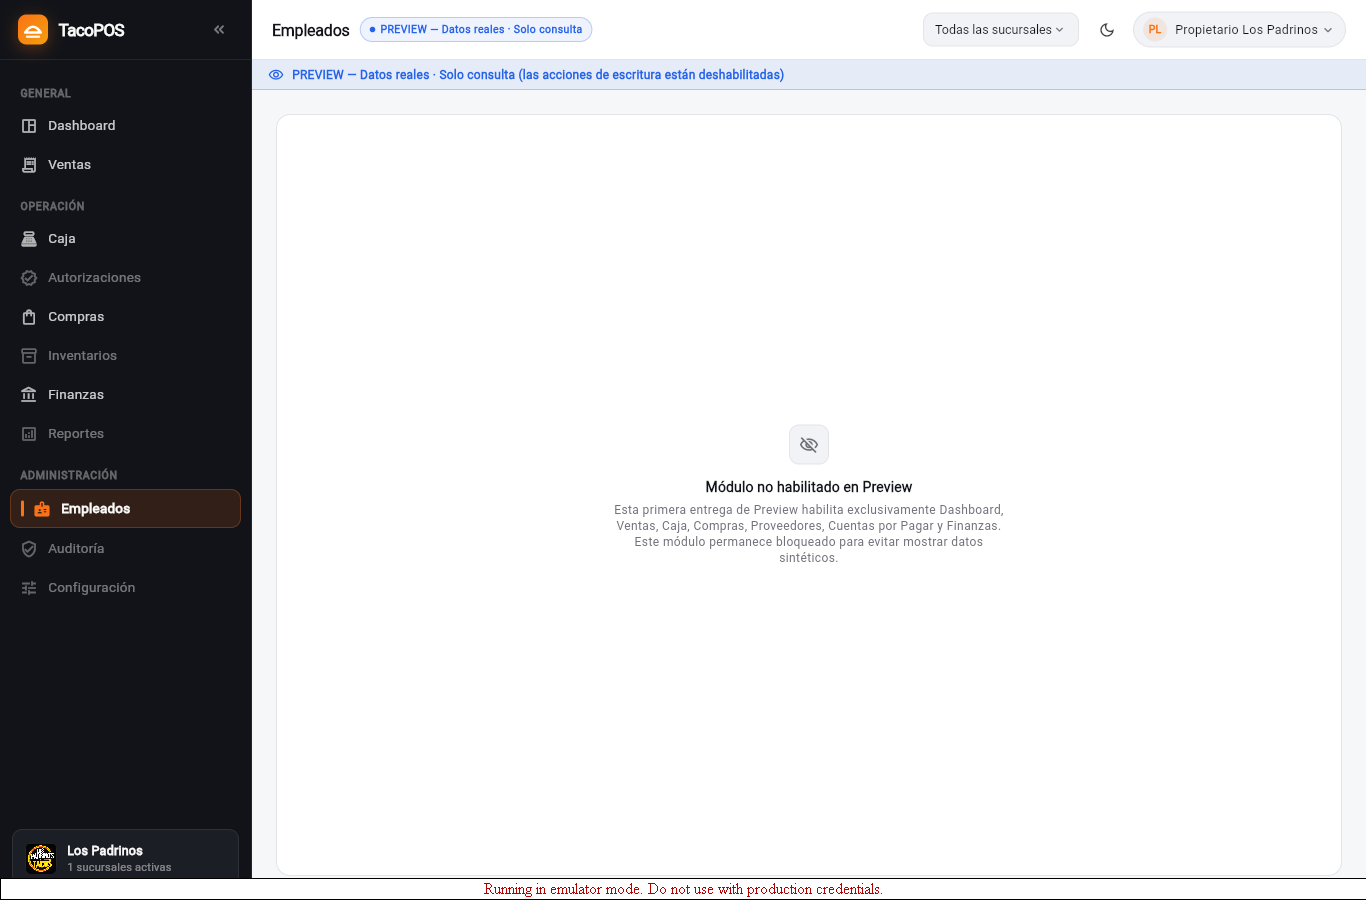 TacoPOS
Empleados
PREVIEW — Datos reales · Solo consulta
Todas las sucursales
PL
Propietario Los Padrinos
PREVIEW — Datos reales · Solo consulta (las acciones de escritura están deshabilitadas)
GENERAL
Dashboard
Ventas
OPERACIÓN
Caja
Autorizaciones
Compras
Inventarios
Finanzas
Reportes
ADMINISTRACIÓN
Empleados
Auditoría
Configuración
Módulo no habilitado en Preview
Esta primera entrega de Preview habilita exclusivamente Dashboard,
Ventas, Caja, Compras, Proveedores, Cuentas por Pagar y Finanzas.
Este módulo permanece bloqueado para evitar mostrar datos
sintéticos.
Los Padrinos
1 sucursales activas
Running in emulator mode. Do not use with production credentials.